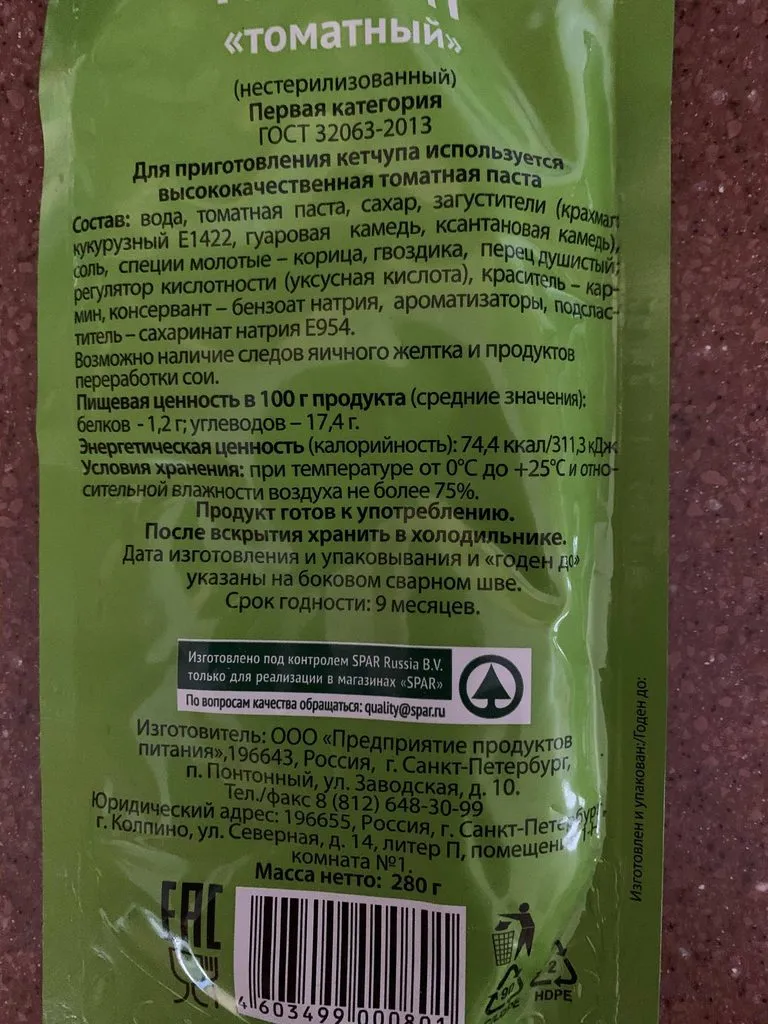 «томатный»
(нестерилизованный)
Первая категория
ГОСТ 32063-2013
Для приготовления кетчупа используется
высококачественная томатная паста
Состав: вода, томатная паста, сахар, загустители (крахмал
кукурузный Е1422, гуаровая камедь, ксантановая камедь),
соль, специи молотые – корица, гвоздика, перец душистый;
регулятор кислотности (уксусная кислота), краситель – кар-
мин, консервант – бензоат натрия, ароматизаторы, подслас-
титель – сахаринат натрия Е954.
Возможно наличие следов яичного желтка и продуктов
переработки сои.
Пищевая ценность в 100 г продукта (средние значения):
белков - 1,2 г; углеводов – 17,4 г.
Энергетическая ценность (калорийность): 74,4 ккал/311,3 кДж
Условия хранения: при температуре от 0°С до +25°С и отно-
сительной влажности воздуха не более 75%.
Продукт готов к употреблению.
После вскрытия хранить в холодильнике.
Дата изготовления и упаковывания и «годен до»
указаны на боковом сварном шве.
Срок годности: 9 месяцев.
Изготовлено под контролем SPAR Russia B.V.
только для реализации в магазинах «SPAR»
По вопросам качества обращаться: quality@spar.ru
Изготовитель: ООО «Предприятие продуктов
питания»,196643, Россия, г. Санкт-Петербург,
п. Понтонный, ул. Заводская, д. 10.
Тел./факс 8 (812) 648-30-99
Юридический адрес: 196655, Россия, г. Санкт-Петербург,
г. Колпино, ул. Северная, д. 14, литер П,
комната №1.
Масса нетто: 280 г
EAC
4 603499 000801
2
HDPE
90
Изготовлен и упакован:/Годен до: